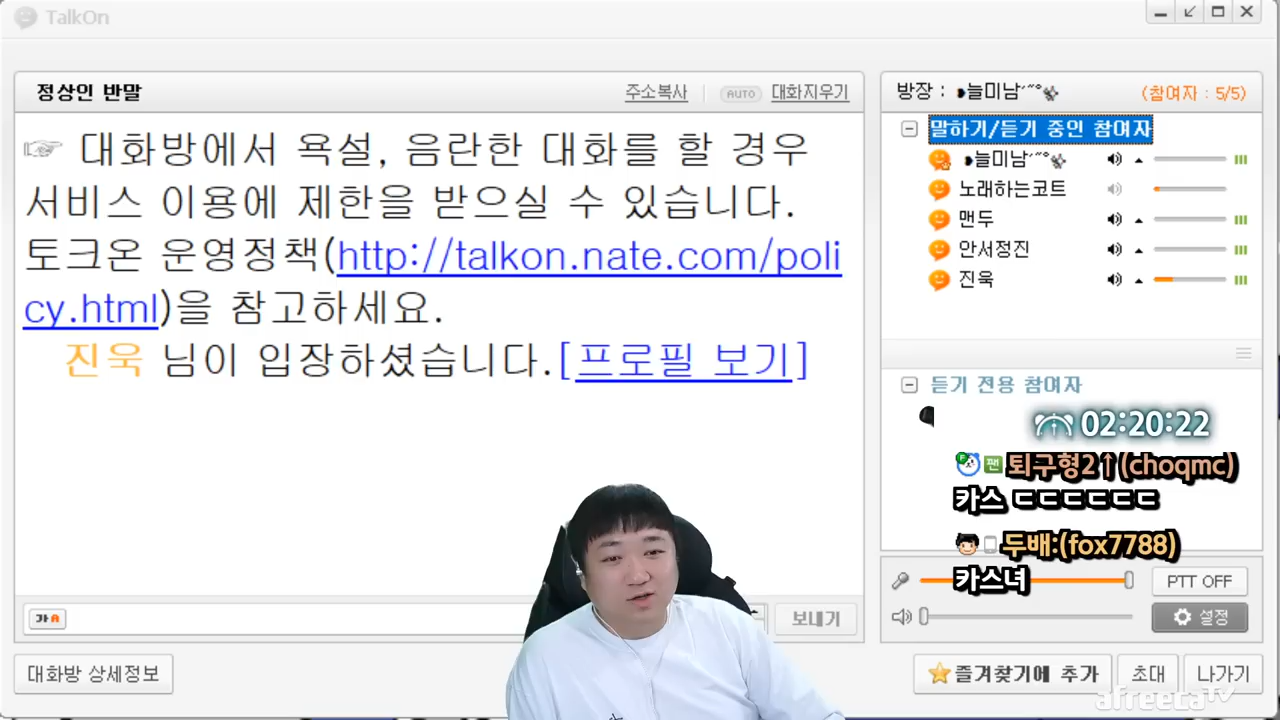 TalkOn
정상인 반말
주소복사
AUTO
대화지우기
☞ 대화방에서 욕설, 음란한 대화를 할 경우
서비스 이용에 제한을 받으실 수 있습니다.
토크온 운영정책(http://talkon.nate.com/poli
cy.html)을 참고하세요.
진욱 님이 입장하셨습니다.[프로필 보기]
가A
보내기
대화방 상세정보
방장 : 늘미남
(참여자 : 5/5)
말하기/듣기 중인 참여자
늘미남
노래하는코트
맨두
안서정진
진욱
듣기 전용 참여자
02:20:22
팬 퇴구형2↑(choqmc)
카스 ㄷㄷㄷㄷㄷㄷ
두배:(fox7788)
카스녀
PTT OFF
설정
즐겨찾기에 추가
초대
나가기
afreecaTV